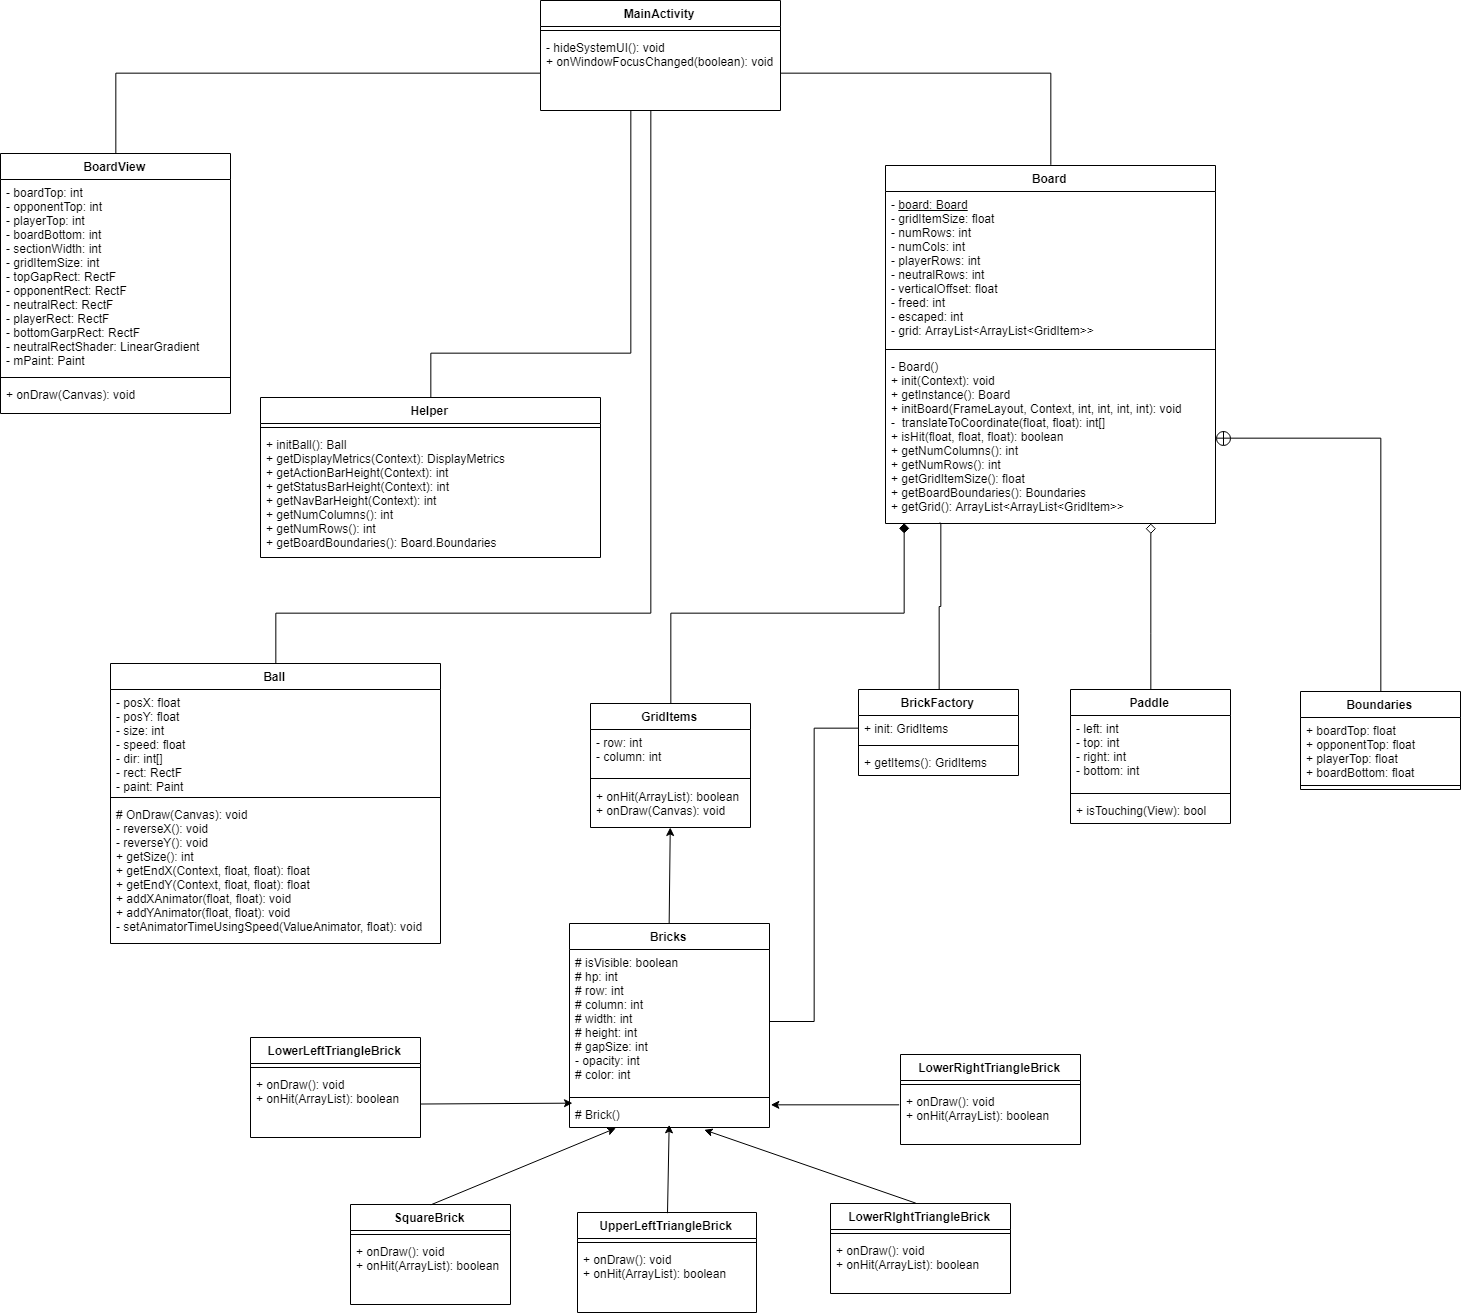 MainActivity
- hideSystemUI(): void
+ onWindowFocusChanged(boolean): void
BoardView
- boardTop: int
- opponentTop: int
- playerTop: int
- boardBottom: int
- sectionWidth: int
- gridItemSize: int
- topGapRect: RectF
- opponentRect: RectF
- neutralRect: RectF
- playerRect: RectF
- bottomGarpRect: RectF
- neutralRectShader: LinearGradient
- mPaint: Paint
+ onDraw(Canvas): void
Board
- board: Board
- gridItemSize: float
- numRows: int
- numCols: int
- playerRows: int
- neutralRows: int
- verticalOffset: float
- freed: int
- escaped: int
- grid: ArrayList<ArrayList<GridItem>>
- Board()
+ init(Context): void
+ getInstance(): Board
+ initBoard(FrameLayout, Context, int, int, int, int): void
- translateToCoordinate(float, float): int[]
+ isHit(float, float, float): boolean
+ getNumColumns(): int
+ getNumRows(): int
+ getGridItemSize(): float
+ getBoardBoundaries(): Boundaries
+ getGrid(): ArrayList<ArrayList<GridItem>>
Helper
+ initBall(): Ball
+ getDisplayMetrics(Context): DisplayMetrics
+ getActionBarHeight(Context): int
+ getStatusBarHeight(Context): int
+ getNavBarHeight(Context): int
+ getNumColumns(): int
+ getNumRows(): int
+ getBoardBoundaries(): Board.Boundaries
Ball
- posX: float
- posY: float
- size: int
- speed: float
- dir: int[]
- rect: RectF
- paint: Paint
# OnDraw(Canvas): void
- reverseX(): void
- reverseY(): void
+ getSize(): int
+ getEndX(Context, float, float): float
+ getEndY(Context, float, float): float
+ addXAnimator(float, float): void
+ addYAnimator(float, float): void
- setAnimatorTimeUsingSpeed(ValueAnimator, float): void
GridItems
- row: int
- column: int
+ onHit(ArrayList): boolean
+ onDraw(Canvas): void
BrickFactory
+ init: GridItems
+ getItems(): GridItems
Paddle
- left: int
- top: int
- right: int
- bottom: int
+ isTouching(View): bool
Boundaries
+ boardTop: float
+ opponentTop: float
+ playerTop: float
+ boardBottom: float
Bricks
# isVisible: boolean
# hp: int
# row: int
# column: int
# width: int
# height: int
# gapSize: int
- opacity: int
# color: int
# Brick()
LowerLeftTriangleBrick
+ onDraw(): void
+ onHit(ArrayList): boolean
LowerRightTriangleBrick
+ onDraw(): void
+ onHit(ArrayList): boolean
SquareBrick
+ onDraw(): void
+ onHit(ArrayList): boolean
UpperLeftTriangleBrick
+ onDraw(): void
+ onHit(ArrayList): boolean
LowerRIghtTriangleBrick
+ onDraw(): void
+ onHit(ArrayList): boolean